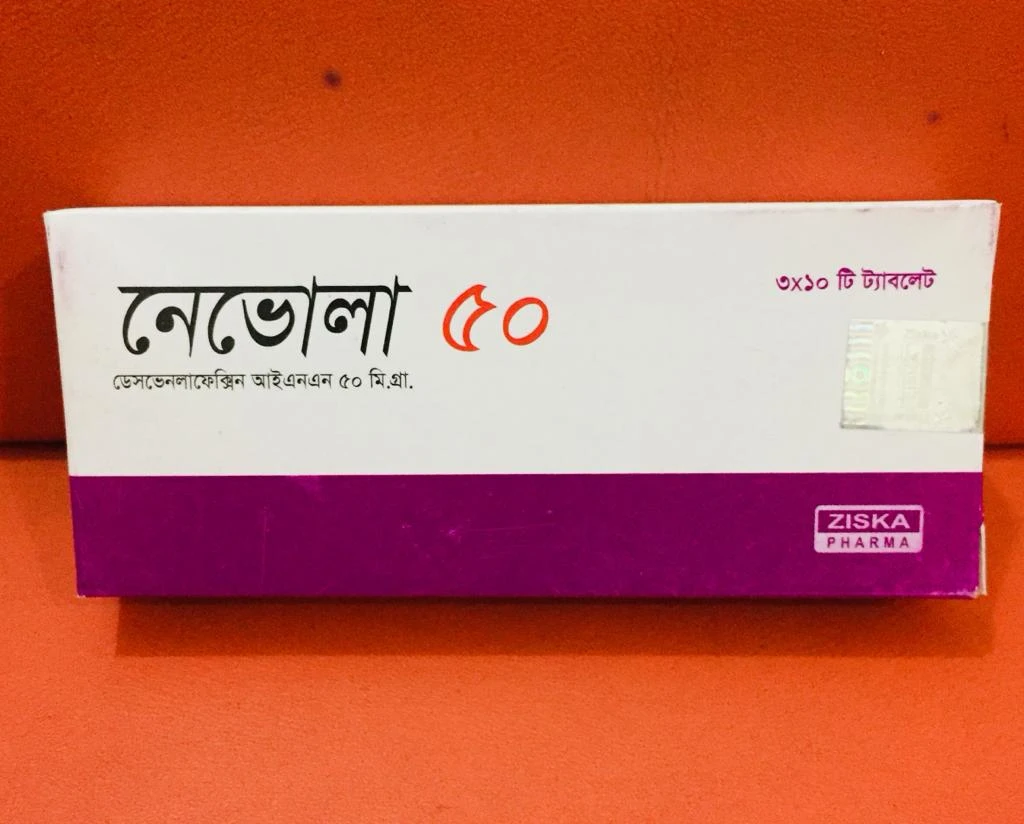 নেভোলা ৫০
ডেসভেনলাফেক্সিন আইএনএন ৫০ মি.গ্রা.
৩x১০ টি ট্যাবলেট
ZISKA
PHARMA